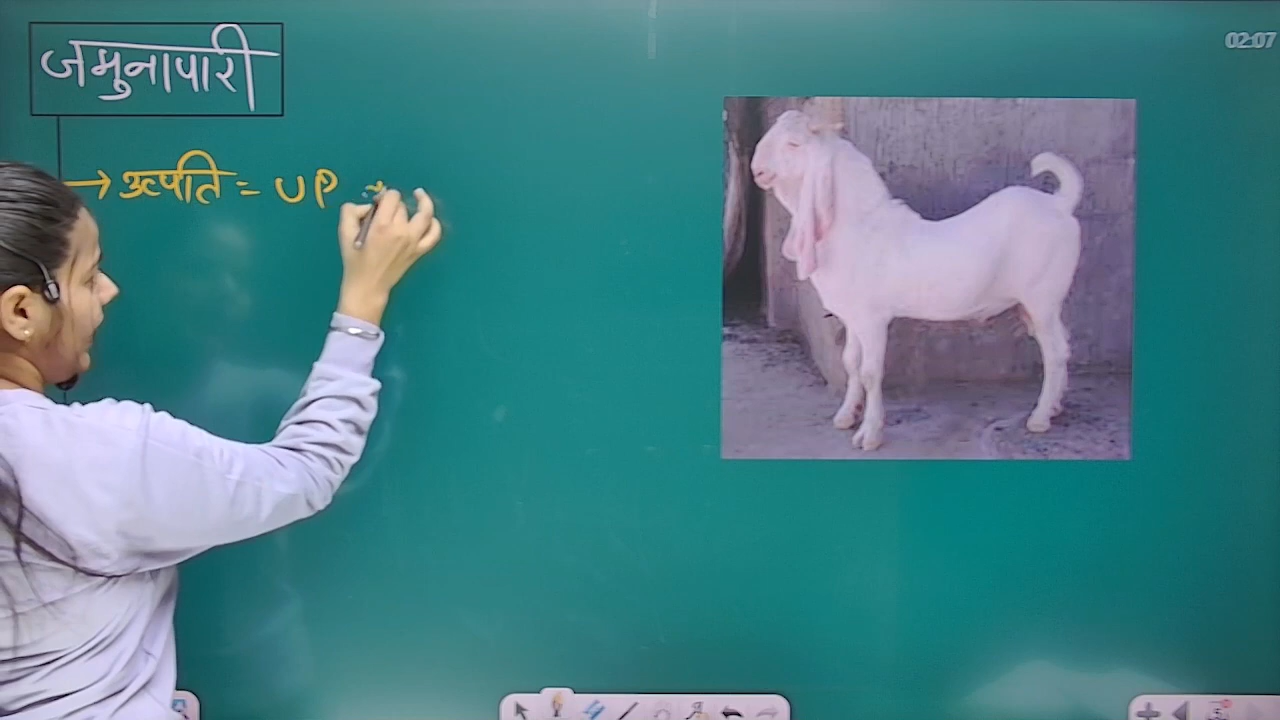 जमुनापारी
02:07
→ उत्पति = UP